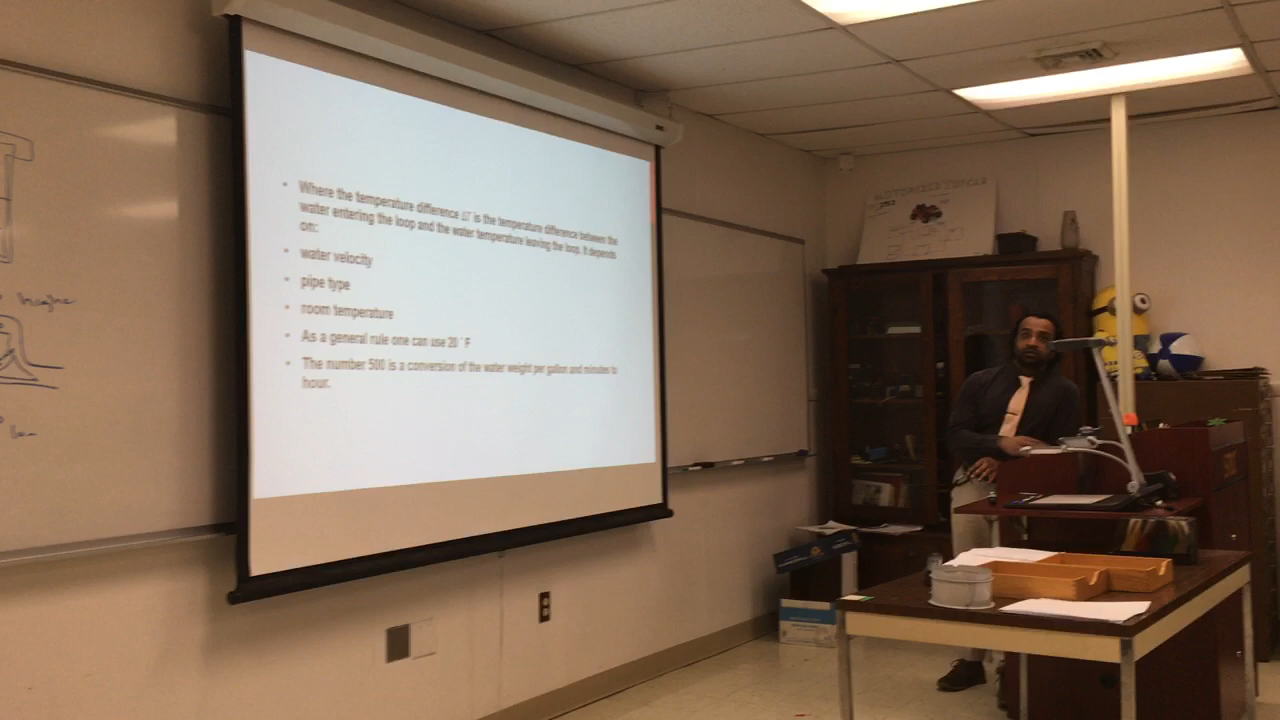 • Where the temperature difference ΔT is the temperature difference between the
water entering the loop and the water temperature leaving the loop. It depends
on:
• water velocity
• pipe type
• room temperature
• As a general rule one can use 20 ° F
• The number 500 is a conversion of the water weight per gallon and minutes to
hour.